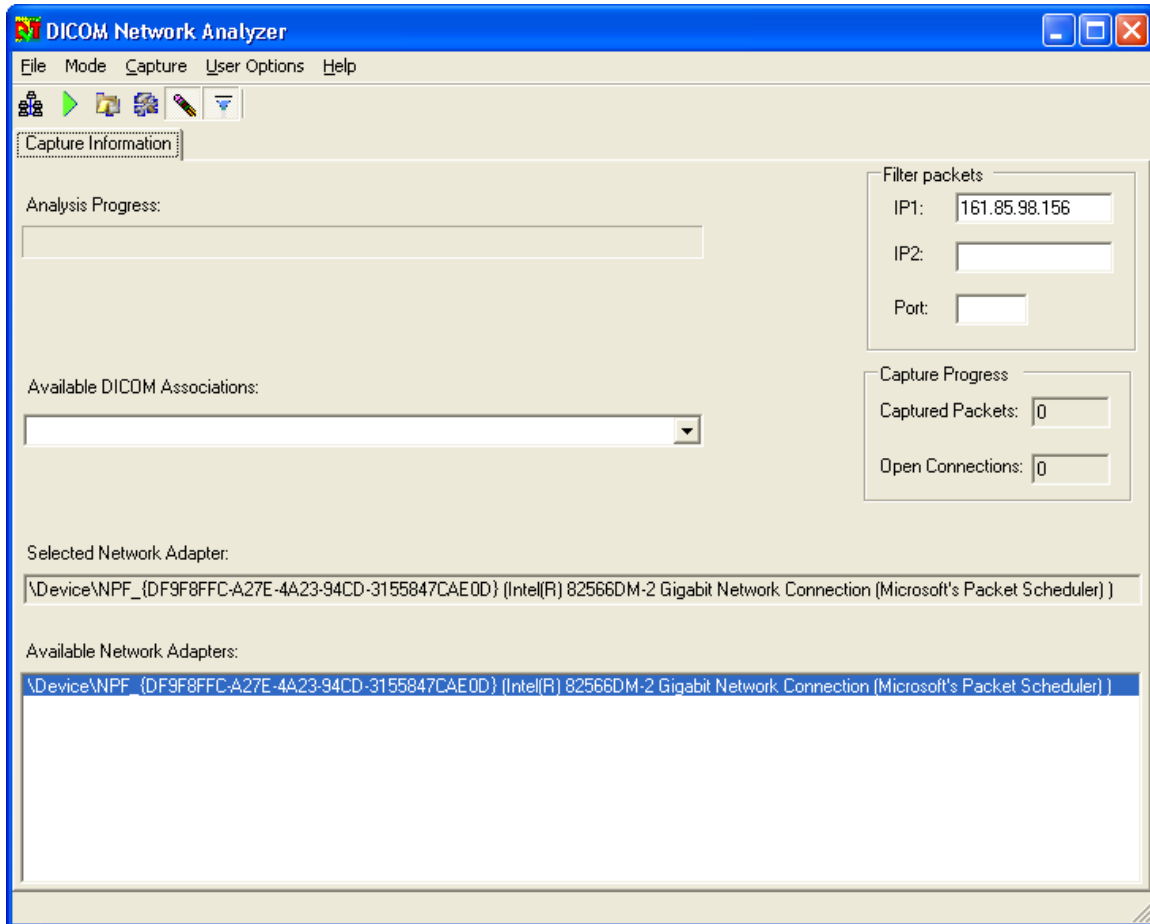 DICOM Network Analyzer
File Mode Capture User Options Help
Capture Information
Filter packets
Analysis Progress:
IP1: 161.85.98.156
IP2:
Port:
Available DICOM Associations:
Capture Progress
Captured Packets: 0
Open Connections: 0
Selected Network Adapter:
\Device\NPF_{DF9F8FFC-A27E-4A23-94CD-3155847CAE0D} (Intel(R) 82566DM-2 Gigabit Network Connection (Microsoft's Packet Scheduler) )
Available Network Adapters:
\Device\NPF_{DF9F8FFC-A27E-4A23-94CD-3155847CAE0D} (Intel(R) 82566DM-2 Gigabit Network Connection (Microsoft's Packet Scheduler) )